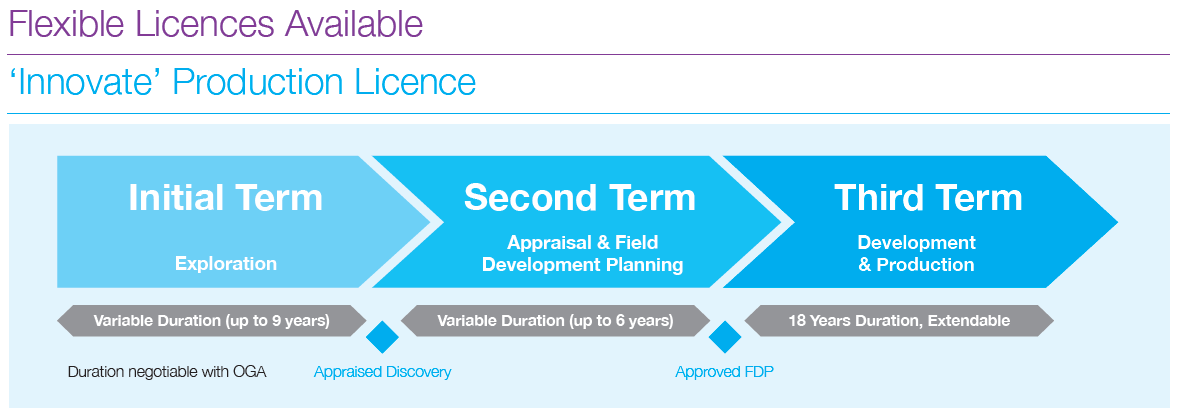 Flexible Licences Available
‘Innovate’ Production Licence
Initial Term
Exploration
Second Term
Appraisal & Field
Development Planning
Third Term
Development
& Production
Variable Duration (up to 9 years)
Variable Duration (up to 6 years)
18 Years Duration, Extendable
Duration negotiable with OGA
Appraised Discovery
Approved FDP